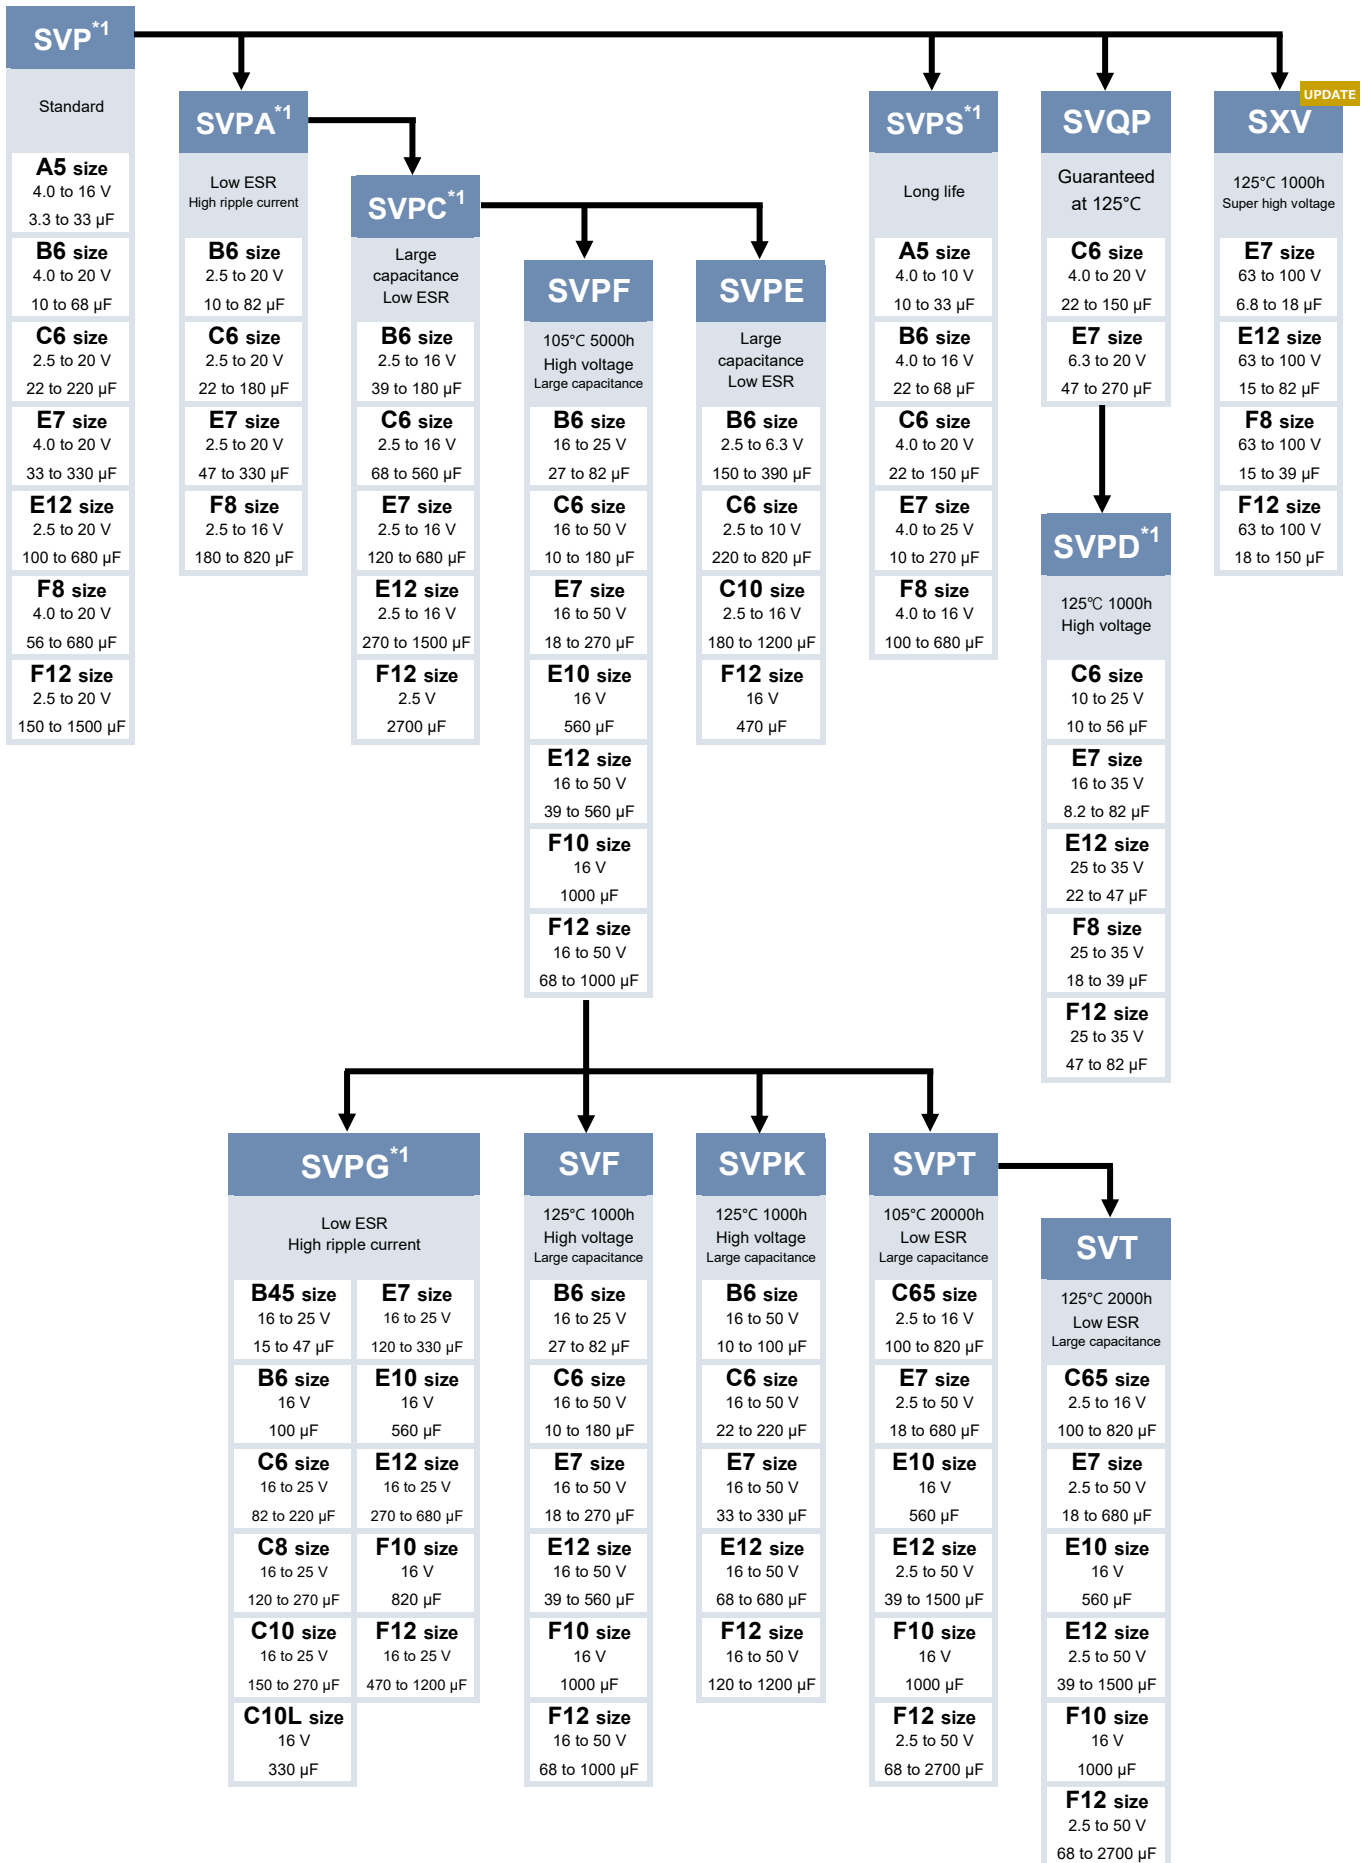 SVP*1
Standard
A5 size
4.0 to 16 V
3.3 to 33 µF
B6 size
4.0 to 20 V
10 to 68 µF
C6 size
2.5 to 20 V
22 to 220 µF
E7 size
4.0 to 20 V
33 to 330 µF
E12 size
2.5 to 20 V
100 to 680 µF
F8 size
4.0 to 20 V
56 to 680 µF
F12 size
2.5 to 20 V
150 to 1500 µF
SVPA*1
Low ESR
High ripple current
B6 size
2.5 to 20 V
10 to 82 µF
C6 size
2.5 to 20 V
22 to 180 µF
E7 size
2.5 to 20 V
47 to 330 µF
F8 size
2.5 to 16 V
180 to 820 µF
SVPC*1
Large
capacitance
Low ESR
B6 size
2.5 to 16 V
39 to 180 µF
C6 size
2.5 to 16 V
68 to 560 µF
E7 size
2.5 to 16 V
120 to 680 µF
E12 size
2.5 to 16 V
270 to 1500 µF
F12 size
2.5 V
2700 µF
SVPF
105°C 5000h
High voltage
Large capacitance
B6 size
16 to 25 V
27 to 82 µF
C6 size
16 to 50 V
10 to 180 µF
E7 size
16 to 50 V
18 to 270 µF
E10 size
16 V
560 µF
E12 size
16 to 50 V
39 to 560 µF
F10 size
16 V
1000 µF
F12 size
16 to 50 V
68 to 1000 µF
SVPE
Large
capacitance
Low ESR
B6 size
2.5 to 6.3 V
150 to 390 µF
C6 size
2.5 to 10 V
220 to 820 µF
C10 size
2.5 to 16 V
180 to 1200 µF
F12 size
16 V
470 µF
SVPS*1
Long life
A5 size
4.0 to 10 V
10 to 33 µF
B6 size
4.0 to 16 V
22 to 68 µF
C6 size
4.0 to 20 V
22 to 150 µF
E7 size
4.0 to 25 V
10 to 270 µF
F8 size
4.0 to 16 V
100 to 680 µF
SVQP
Guaranteed
at 125°C
C6 size
4.0 to 20 V
22 to 150 µF
E7 size
6.3 to 20 V
47 to 270 µF
SVPD*1
125℃ 1000h
High voltage
C6 size
10 to 25 V
10 to 56 µF
E7 size
16 to 35 V
8.2 to 82 µF
E12 size
25 to 35 V
22 to 47 µF
F8 size
25 to 35 V
18 to 39 µF
F12 size
25 to 35 V
47 to 82 µF
UPDATE
SXV
125°C 1000h
Super high voltage
E7 size
63 to 100 V
6.8 to 18 µF
E12 size
63 to 100 V
15 to 82 µF
F8 size
63 to 100 V
15 to 39 µF
F12 size
63 to 100 V
18 to 150 µF
SVPG*1
Low ESR
High ripple current
B45 size
16 to 25 V
15 to 47 µF
B6 size
16 V
100 µF
C6 size
16 to 25 V
82 to 220 µF
C8 size
16 to 25 V
120 to 270 µF
C10 size
16 to 25 V
150 to 270 µF
C10L size
16 V
330 µF
E7 size
16 to 25 V
120 to 330 µF
E10 size
16 V
560 µF
E12 size
16 to 25 V
270 to 680 µF
F10 size
16 V
820 µF
F12 size
16 to 25 V
470 to 1200 µF
SVF
125°C 1000h
High voltage
Large capacitance
B6 size
16 to 25 V
27 to 82 µF
C6 size
16 to 50 V
10 to 180 µF
E7 size
16 to 50 V
18 to 270 µF
E12 size
16 to 50 V
39 to 560 µF
F10 size
16 V
1000 µF
F12 size
16 to 50 V
68 to 1000 µF
SVPK
125°C 1000h
High voltage
Large capacitance
B6 size
16 to 50 V
10 to 100 µF
C6 size
16 to 50 V
22 to 220 µF
E7 size
16 to 50 V
33 to 330 µF
E12 size
16 to 50 V
68 to 680 µF
F12 size
16 to 50 V
120 to 1200 µF
SVPT
105°C 20000h
Low ESR
Large capacitance
C65 size
2.5 to 16 V
100 to 820 µF
E7 size
2.5 to 50 V
18 to 680 µF
E10 size
16 V
560 µF
E12 size
2.5 to 50 V
39 to 1500 µF
F10 size
16 V
1000 µF
F12 size
2.5 to 50 V
68 to 2700 µF
SVT
125°C 2000h
Low ESR
Large capacitance
C65 size
2.5 to 16 V
100 to 820 µF
E7 size
2.5 to 50 V
18 to 680 µF
E10 size
16 V
560 µF
E12 size
2.5 to 50 V
39 to 1500 µF
F10 size
16 V
1000 µF
F12 size
2.5 to 50 V
68 to 2700 µF